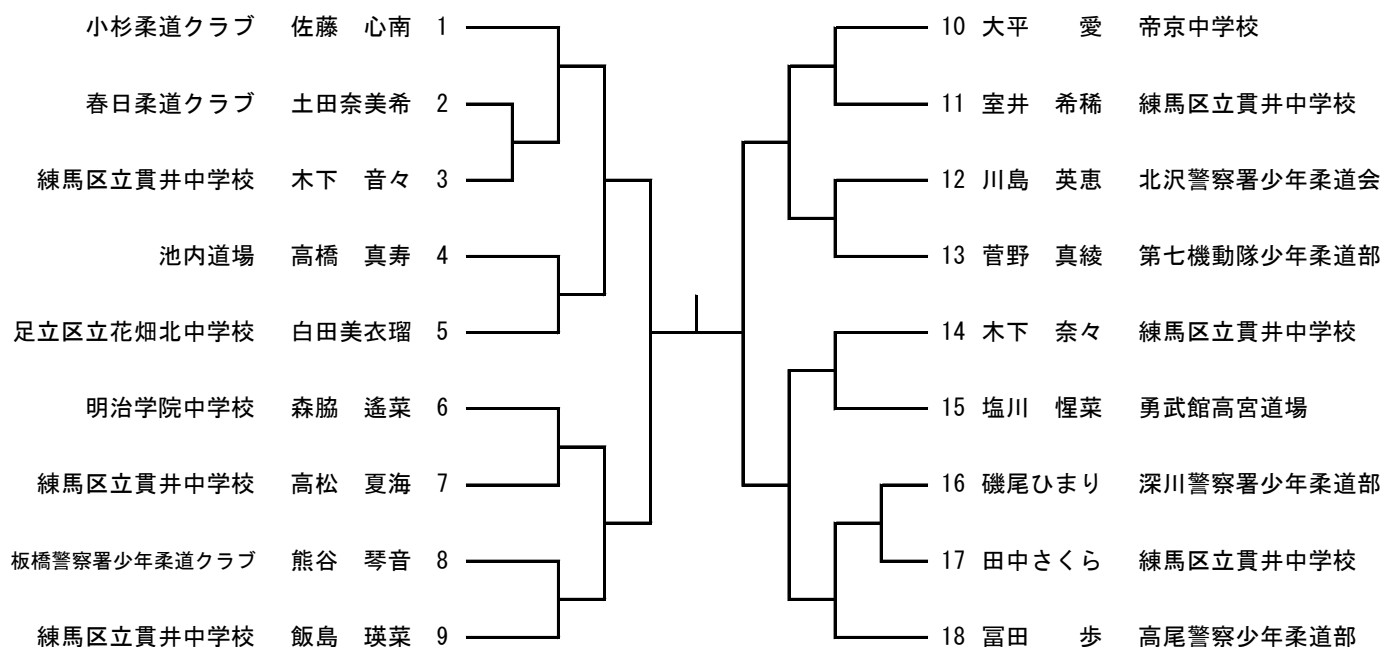 小杉柔道クラブ 佐藤 心南 1
春日柔道クラブ 土田奈美希 2
練馬区立貫井中学校 木下 音々 3
池内道場 高橋 真寿 4
足立区立花畑北中学校 白田美衣瑠 5
明治学院中学校 森脇 遙菜 6
練馬区立貫井中学校 高松 夏海 7
板橋警察署少年柔道クラブ 熊谷 琴音 8
練馬区立貫井中学校 飯島 瑛菜 9
10 大平 愛 帝京中学校
11 室井 希稀 練馬区立貫井中学校
12 川島 英恵 北沢警察署少年柔道会
13 菅野 真綾 第七機動隊少年柔道部
14 木下 奈々 練馬区立貫井中学校
15 塩川 惺菜 勇武館高宮道場
16 磯尾ひまり 深川警察署少年柔道部
17 田中さくら 練馬区立貫井中学校
18 冨田 歩 高尾警察少年柔道部